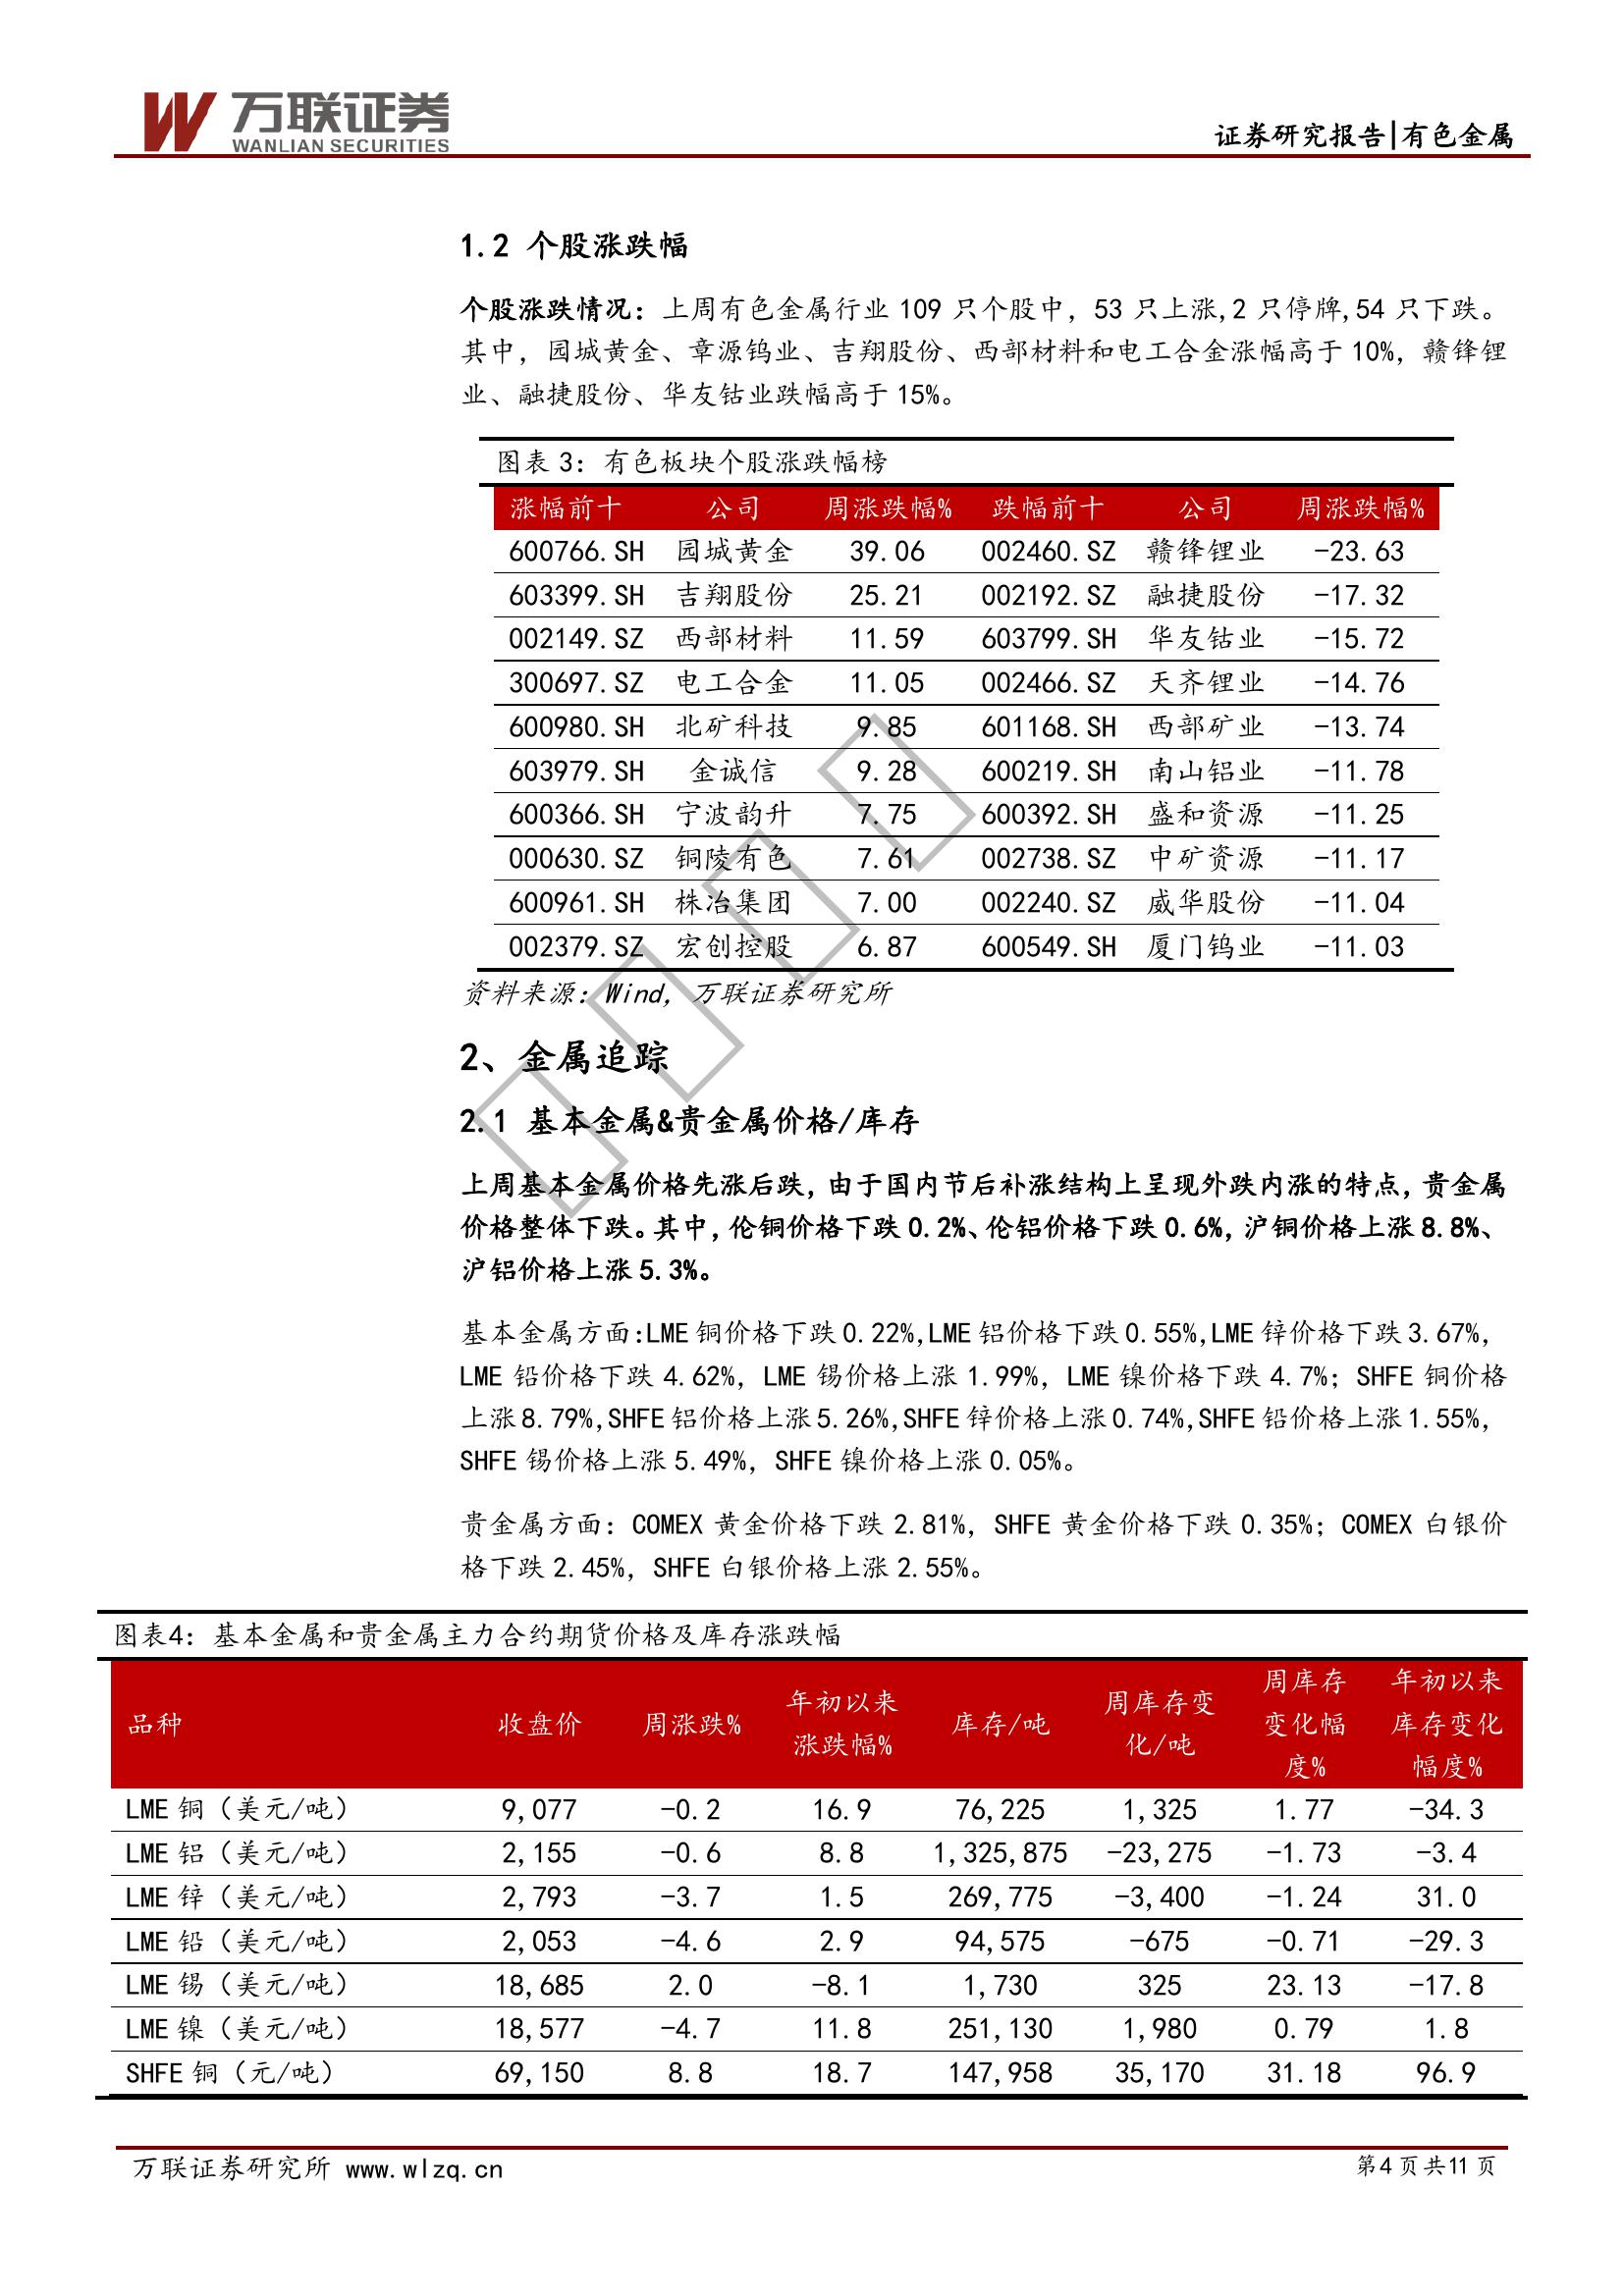 万联证券
WANLIAN SECURITIES
证券研究报告|有色金属
1.2 个股涨跌幅
个股涨跌情况：上周有色金属行业 109 只个股中，53 只上涨,2 只停牌,54 只下跌。
其中，园城黄金、章源钨业、吉翔股份、西部材料和电工合金涨幅高于 10%，赣锋锂
业、融捷股份、华友钴业跌幅高于 15%。
图表 3：有色板块个股涨跌幅榜
涨幅前十 公司 周涨跌幅% 跌幅前十 公司 周涨跌幅%
600766.SH 园城黄金 39.06 002460.SZ 赣锋锂业 -23.63
603399.SH 吉翔股份 25.21 002192.SZ 融捷股份 -17.32
002149.SZ 西部材料 11.59 603799.SH 华友钴业 -15.72
300697.SZ 电工合金 11.05 002466.SZ 天齐锂业 -14.76
600980.SH 北矿科技 9.85 601168.SH 西部矿业 -13.74
603979.SH 金诚信 9.28 600219.SH 南山铝业 -11.78
600366.SH 宁波韵升 7.75 600392.SH 盛和资源 -11.25
000630.SZ 铜陵有色 7.61 002738.SZ 中矿资源 -11.17
600961.SH 株冶集团 7.00 002240.SZ 威华股份 -11.04
002379.SZ 宏创控股 6.87 600549.SH 厦门钨业 -11.03
资料来源：Wind，万联证券研究所
2、金属追踪
2.1 基本金属&贵金属价格/库存
上周基本金属价格先涨后跌，由于国内节后补涨结构上呈现外跌内涨的特点，贵金属
价格整体下跌。其中，伦铜价格下跌 0.2%、伦铝价格下跌 0.6%，沪铜价格上涨 8.8%、
沪铝价格上涨 5.3%。
基本金属方面：LME 铜价格下跌 0.22%，LME 铝价格下跌 0.55%，LME 锌价格下跌 3.67%，
LME 铅价格下跌 4.62%，LME 锡价格上涨 1.99%，LME 镍价格下跌 4.7%；SHFE 铜价格
上涨 8.79%，SHFE 铝价格上涨 5.26%，SHFE 锌价格上涨 0.74%，SHFE 铅价格上涨 1.55%，
SHFE 锡价格上涨 5.49%，SHFE 镍价格上涨 0.05%。
贵金属方面：COMEX 黄金价格下跌 2.81%，SHFE 黄金价格下跌 0.35%；COMEX 白银价
格下跌 2.45%，SHFE 白银价格上涨 2.55%。
图表4：基本金属和贵金属主力合约期货价格及库存涨跌幅
品种 收盘价 周涨跌% 年初以来涨跌幅% 库存/吨 周库存变化/吨 周库存变化幅度% 年初以来库存变化幅度%
LME 铜（美元/吨） 9,077 -0.2 16.9 76,225 1,325 1.77 -34.3
LME 铝（美元/吨） 2,155 -0.6 8.8 1,325,875 -23,275 -1.73 -3.4
LME 锌（美元/吨） 2,793 -3.7 1.5 269,775 -3,400 -1.24 31.0
LME 铅（美元/吨） 2,053 -4.6 2.9 94,575 -675 -0.71 -29.3
LME 锡（美元/吨） 18,685 2.0 -8.1 1,730 325 23.13 -17.8
LME 镍（美元/吨） 18,577 -4.7 11.8 251,130 1,980 0.79 1.8
SHFE 铜（元/吨） 69,150 8.8 18.7 147,958 35,170 31.18 96.9
万联证券研究所 www.wlzq.cn
第4页共11页